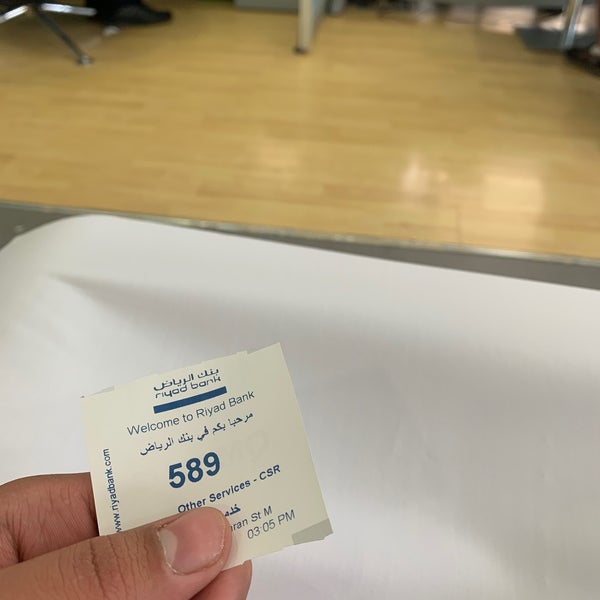 بنك الرياض
riyad bank
Welcome to Riyad Bank
مرحبا بكم في بنك الرياض
589
Other Services - CSR
St M
03:05 PM
www.riyadbank.com